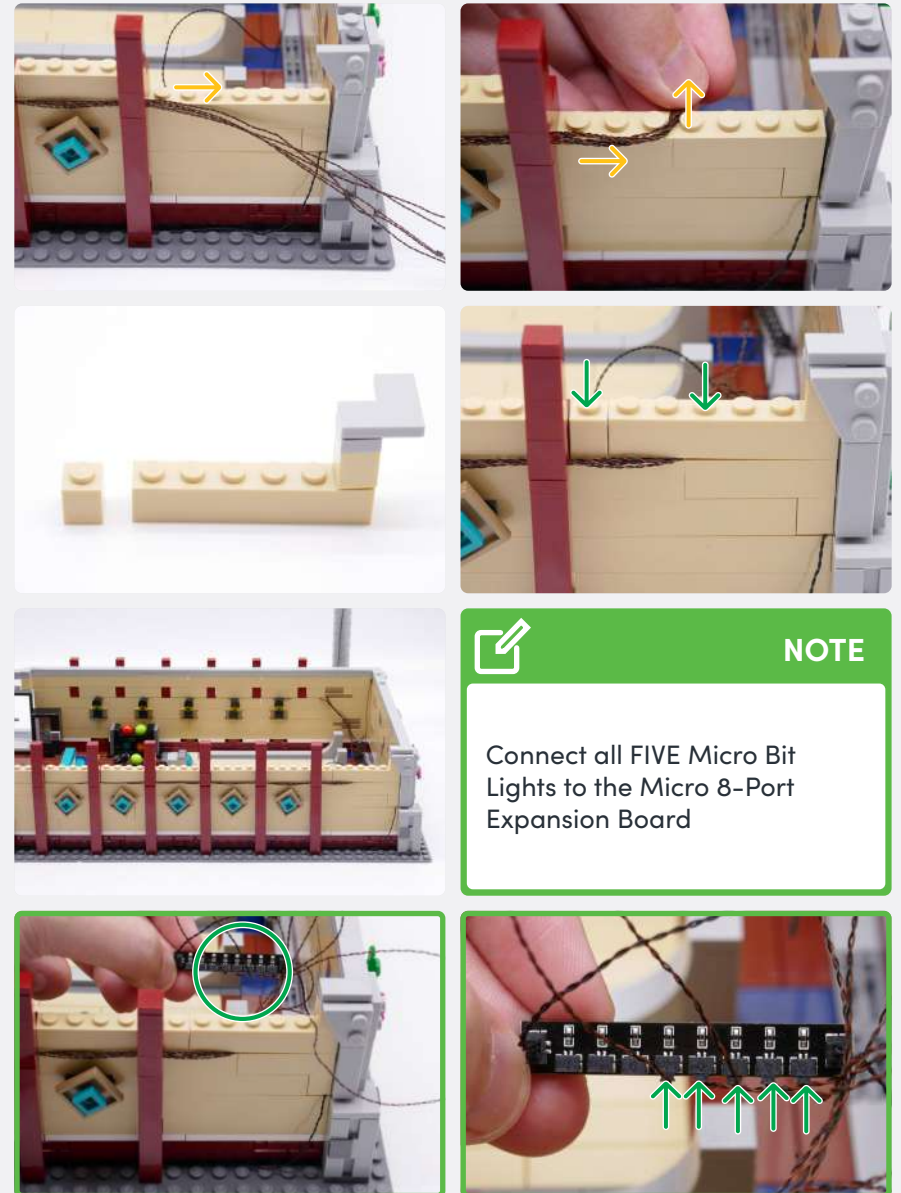 NOTE
Connect all FIVE Micro Bit
Lights to the Micro 8-Port
Expansion Board